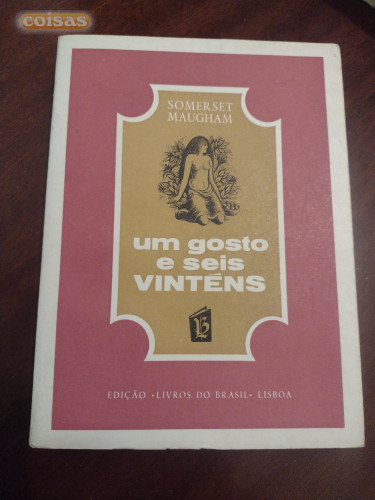 coisas
SOMERSET
MAUGHAM
um gosto
e seis
VINTÉNS
EDIÇÃO • LIVROS DO BRASIL • LISBOA